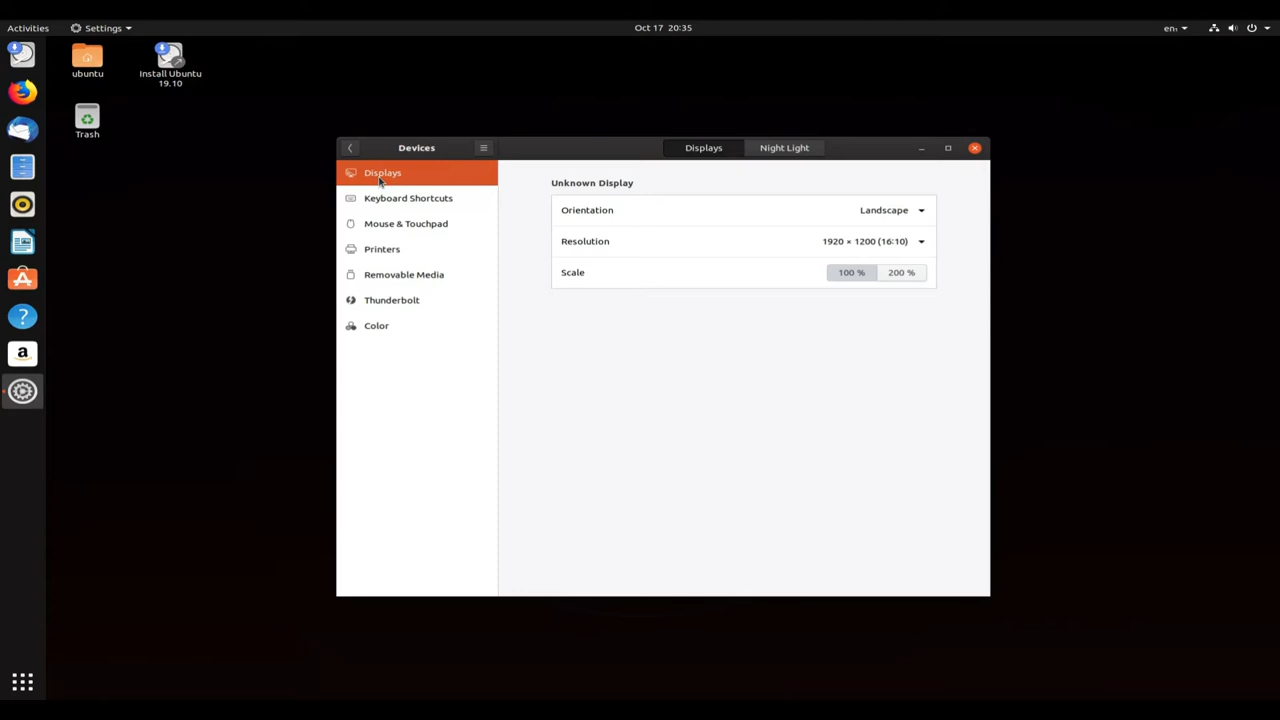 Activities
Settings
Oct 17 20:35
en₁
ubuntu
Install Ubuntu
19.10
Trash
Devices
Displays
Night Light
Displays
Keyboard Shortcuts
Mouse & Touchpad
Printers
Removable Media
Thunderbolt
Color
Unknown Display
Orientation
Landscape
Resolution
1920 × 1200 (16:10)
Scale
100 %
200 %